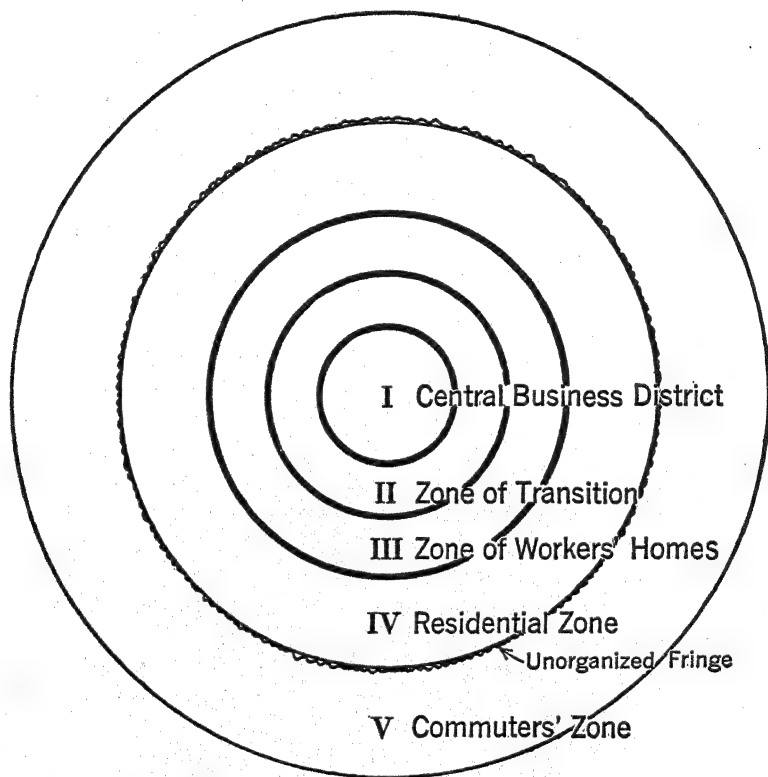 I Central Business District
II Zone of Transition
III Zone of Workers' Homes
IV Residential Zone
Unorganized Fringe
V Commuters' Zone